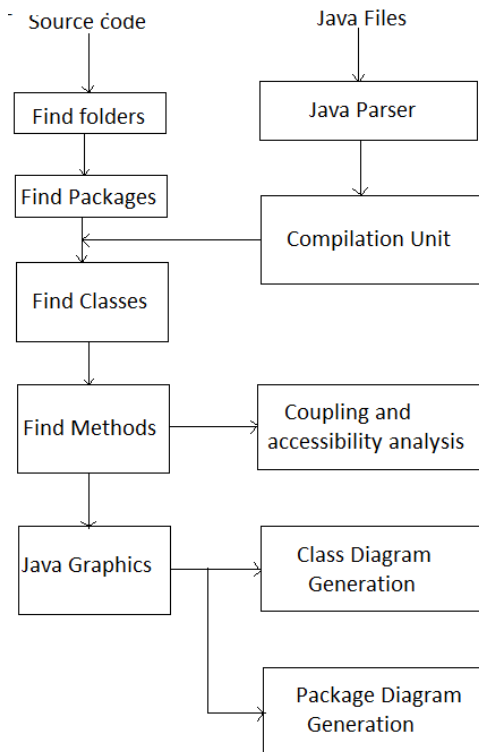 Source code
Java Files
Find folders
Java Parser
Find Packages
Compilation Unit
Find Classes
Find Methods
Coupling and
accessibility analysis
Java Graphics
Class Diagram
Generation
Package Diagram
Generation